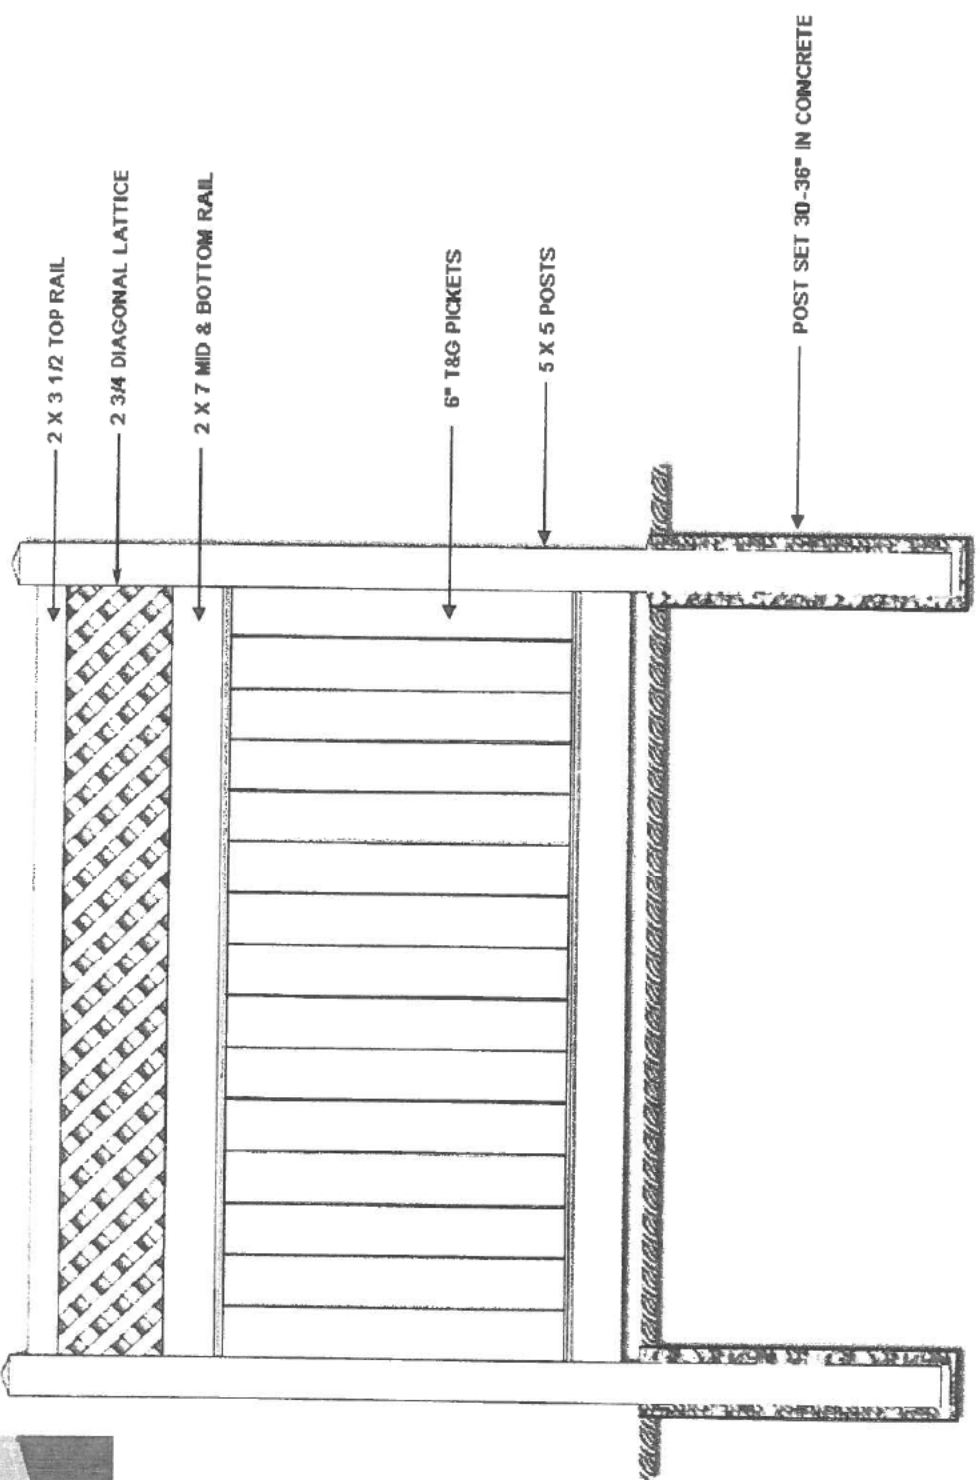 2 X 3 1/2 TOP RAIL
2 3/4 DIAGONAL LATTICE
2 X 7 MID & BOTTOM RAIL
6" T&G PICKETS
5 X 5 POSTS
POST SET 30-36" IN CONCRETE